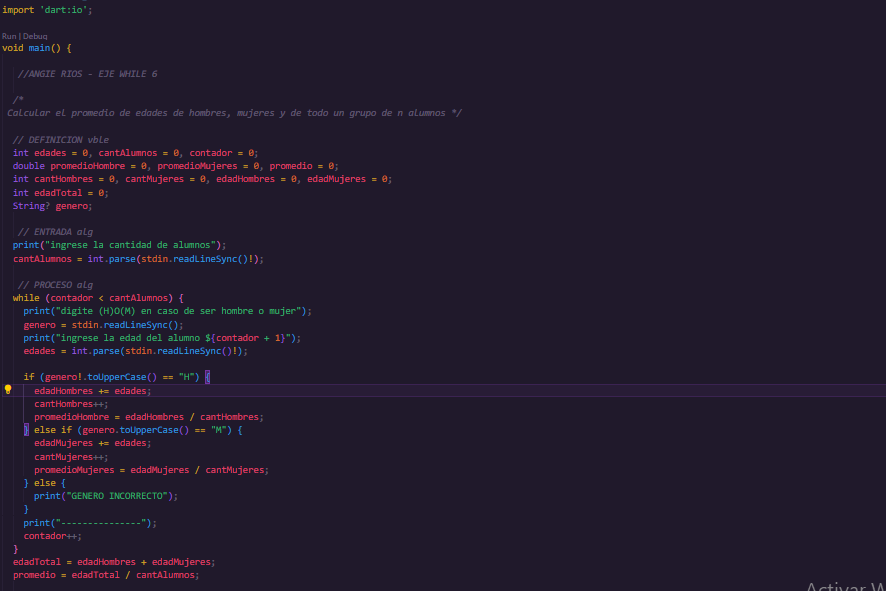 import 'dart:io';
Run | Debug
void main() {
//ANGIE RIOS - EJE WHILE 6
/*
Calcular el promedio de edades de hombres, mujeres y de todo un grupo de n alumnos */
// DEFINICION vble
int edades = 0, cantAlumnos = 0, contador = 0;
double promedioHombre = 0, promedioMujeres = 0, promedio = 0;
int cantHombres = 0, cantMujeres = 0, edadHombres = 0, edadMujeres = 0;
int edadTotal = 0;
String? genero;
// ENTRADA alg
print("ingrese la cantidad de alumnos");
cantAlumnos = int.parse(stdin.readLineSync()!);
// PROCESO alg
while (contador < cantAlumnos) {
print("digite (H)O(M) en caso de ser hombre o mujer");
genero = stdin.readLineSync();
print("ingrese la edad del alumno ${contador + 1}");
edades = int.parse(stdin.readLineSync()!);
if (genero!.toUpperCase() == "H") {
edadHombres += edades;
cantHombres++;
promedioHombre = edadHombres / cantHombres;
} else if (genero.toUpperCase() == "M") {
edadMujeres += edades;
cantMujeres++;
promedioMujeres = edadMujeres / cantMujeres;
} else {
print("GENERO INCORRECTO");
}
print("---------------");
contador++;
}
edadTotal = edadHombres + edadMujeres;
promedio = edadTotal / cantAlumnos;
Activar W